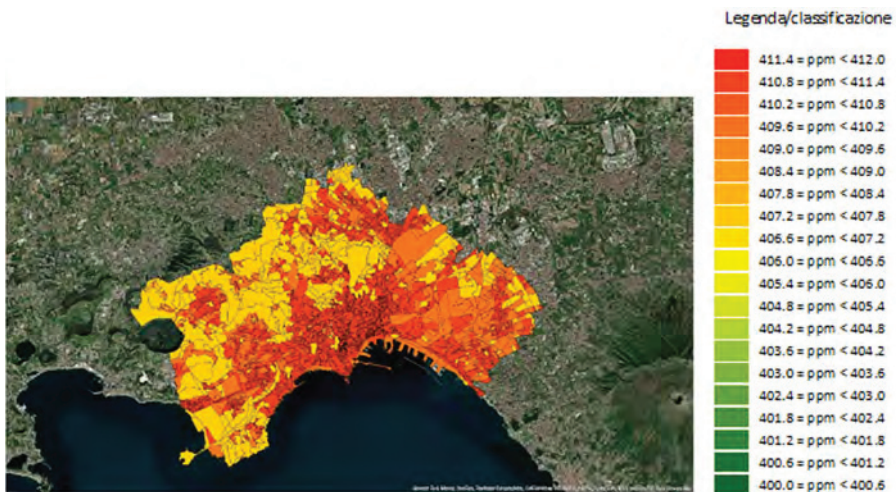 Legenda/classificazione
411.4 = ppm < 412.0
410.8 = ppm < 411.4
410.2 = ppm < 410.8
409.6 = ppm < 410.2
409.0 = ppm < 409.6
408.4 = ppm < 409.0
407.8 = ppm < 408.4
407.2 = ppm < 407.8
406.6 = ppm < 407.2
406.0 = ppm < 406.6
405.4 = ppm < 406.0
404.8 = ppm < 405.4
404.2 = ppm < 404.8
403.6 = ppm < 404.2
403.0 = ppm < 403.6
402.4 = ppm < 403.0
401.8 = ppm < 402.4
401.2 = ppm < 401.8
400.6 = ppm < 401.2
400.0 = ppm < 400.6